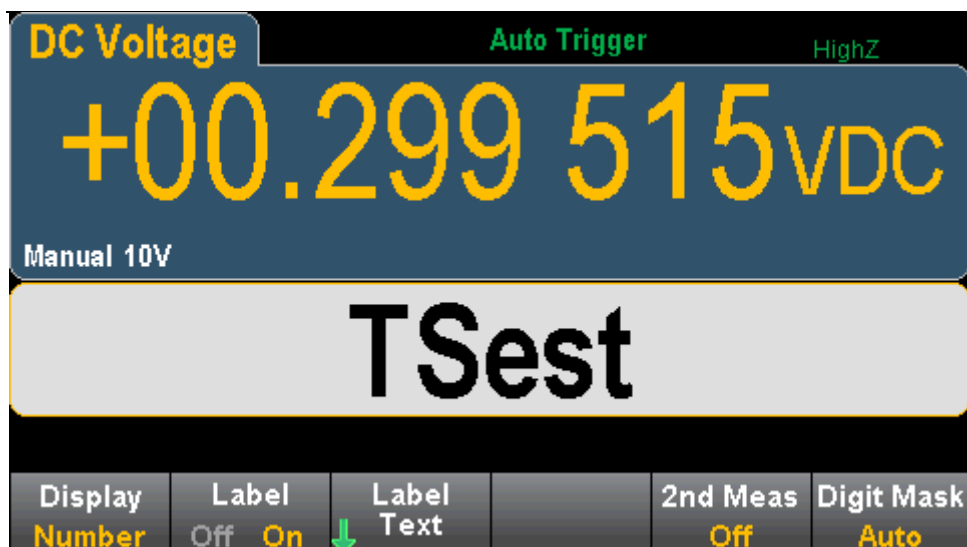 DC Voltage Auto Trigger HighZ
+00.299 515VDC
Manual 10V
TSest
Display Label Label 2nd Meas Digit Mask
Number Off On Text Off Auto